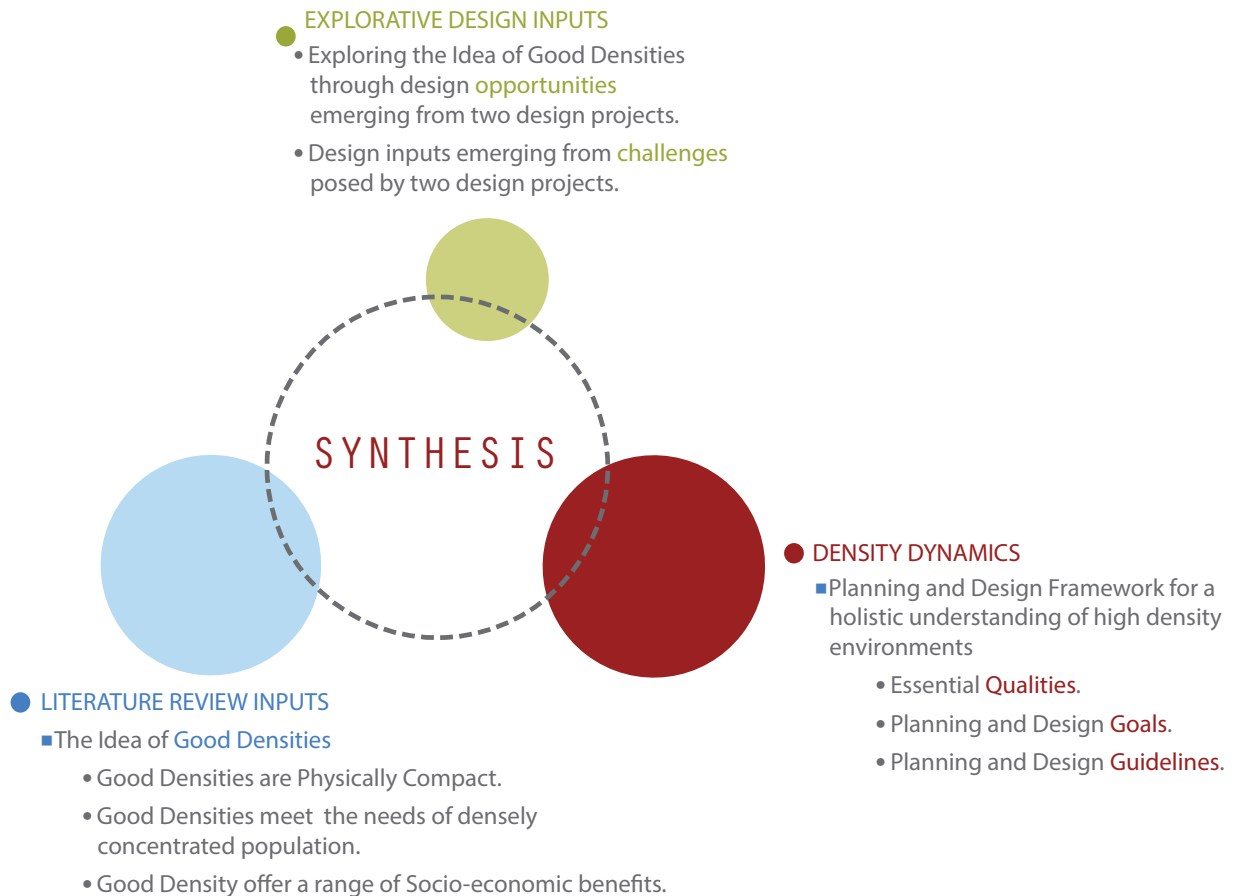 EXPLORATIVE DESIGN INPUTS
• Exploring the Idea of Good Densities
through design opportunities
emerging from two design projects.
• Design inputs emerging from challenges
posed by two design projects.
SYNTHESIS
DENSITY DYNAMICS
Planning and Design Framework for a
holistic understanding of high density
environments
• Essential Qualities.
• Planning and Design Goals.
• Planning and Design Guidelines.
LITERATURE REVIEW INPUTS
The Idea of Good Densities
• Good Densities are Physically Compact.
• Good Densities meet the needs of densely
concentrated population.
• Good Density offer a range of Socio-economic benefits.